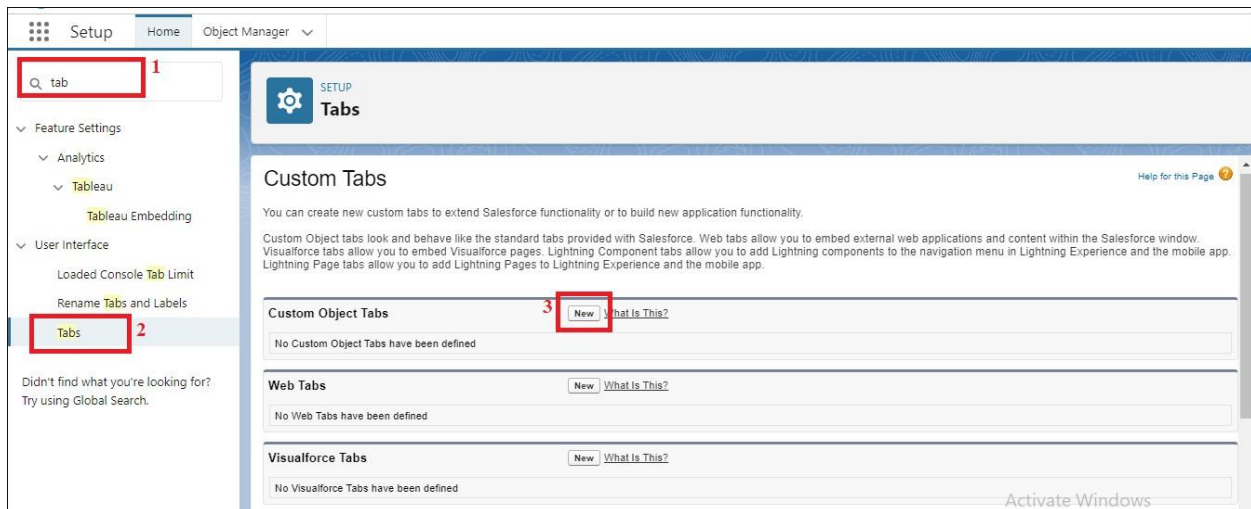 Setup Home Object Manager
1
tab
Feature Settings
Analytics
Tableau
Tableau Embedding
User Interface
Loaded Console Tab Limit
Rename Tabs and Labels
Tabs 2
Didn't find what you're looking for?
Try using Global Search.
SETUP
Tabs
Custom Tabs
Help for this Page ?
You can create new custom tabs to extend Salesforce functionality or to build new application functionality.
Custom Object tabs look and behave like the standard tabs provided with Salesforce. Web tabs allow you to embed external web applications and content within the Salesforce window.
Visualforce tabs allow you to embed Visualforce pages. Lightning Component tabs allow you to add Lightning components to the navigation menu in Lightning Experience and the mobile app.
Lightning Page tabs allow you to add Lightning Pages to Lightning Experience and the mobile app.
Custom Object Tabs 3 New What Is This?
No Custom Object Tabs have been defined
Web Tabs New What Is This?
No Web Tabs have been defined
Visualforce Tabs New What Is This?
No Visualforce Tabs have been defined
Activate Windows